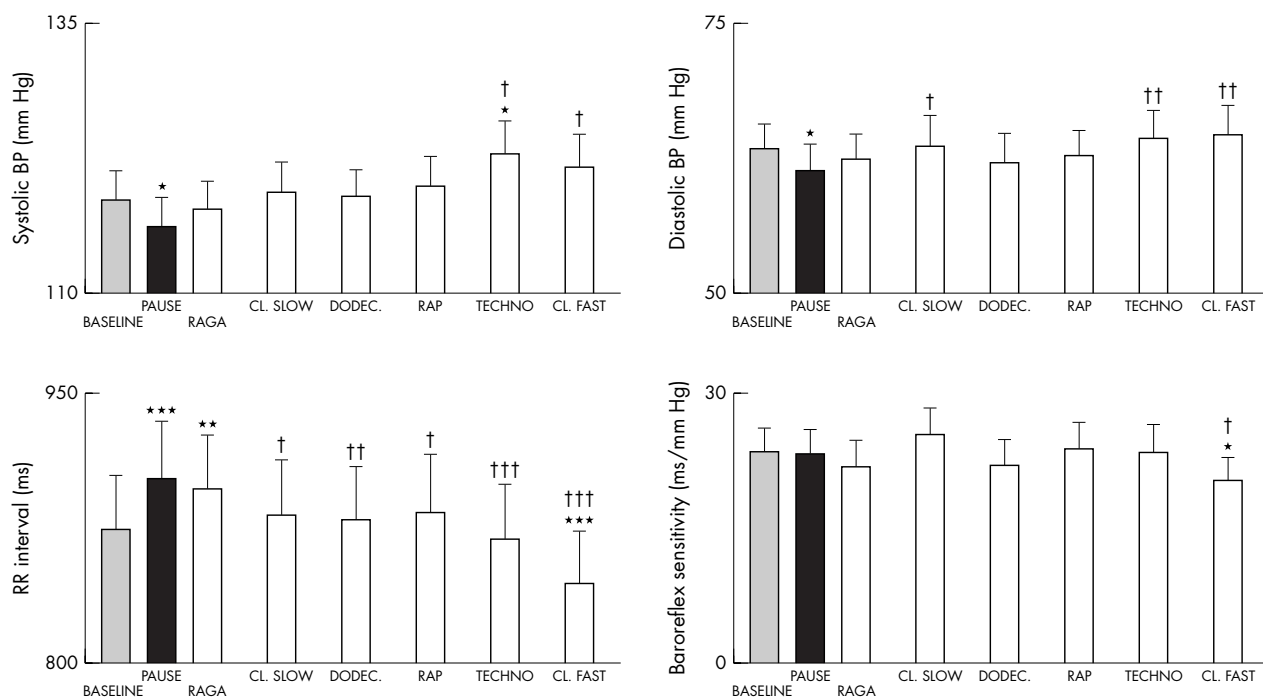 135
Systolic BP (mm Hg)
†
★
†
★
110
PAUSE CL. SLOW DODEC. RAP TECHNO CL. FAST
BASELINE RAGA
75
Diastolic BP (mm Hg)
★
†
††
††
50
PAUSE CL. SLOW DODEC. RAP TECHNO CL. FAST
BASELINE RAGA
950
RR interval (ms)
★★★
★★
†
††
†
†††
†††
★★★
800
PAUSE CL. SLOW DODEC. RAP TECHNO CL. FAST
BASELINE RAGA
30
Baroreflex sensitivity (ms/mm Hg)
†
★
0
PAUSE CL. SLOW DODEC. RAP TECHNO CL. FAST
BASELINE RAGA